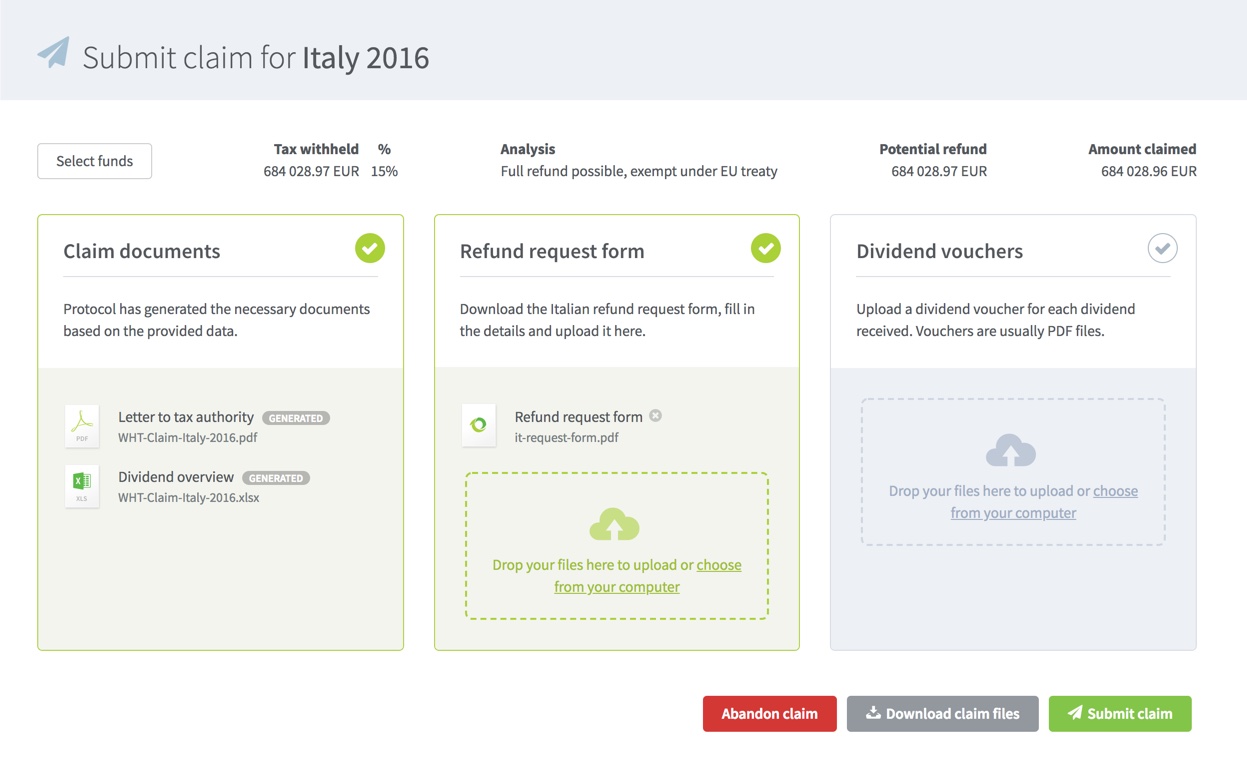 Submit claim for Italy 2016
Select funds
Tax withheld %
684 028.97 EUR 15%
Analysis
Full refund possible, exempt under EU treaty
Potential refund
684 028.97 EUR
Amount claimed
684 028.96 EUR
Claim documents
Protocol has generated the necessary documents
based on the provided data.
PDF
Letter to tax authority GENERATED
WHT-Claim-Italy-2016.pdf
XLS
Dividend overview GENERATED
WHT-Claim-Italy-2016.xlsx
Refund request form
Download the Italian refund request form, fill in
the details and upload it here.
Refund request form
it-request-form.pdf
Drop your files here to upload or choose
from your computer
Dividend vouchers
Upload a dividend voucher for each dividend
received. Vouchers are usually PDF files.
Drop your files here to upload or choose
from your computer
Abandon claim
Download claim files
Submit claim